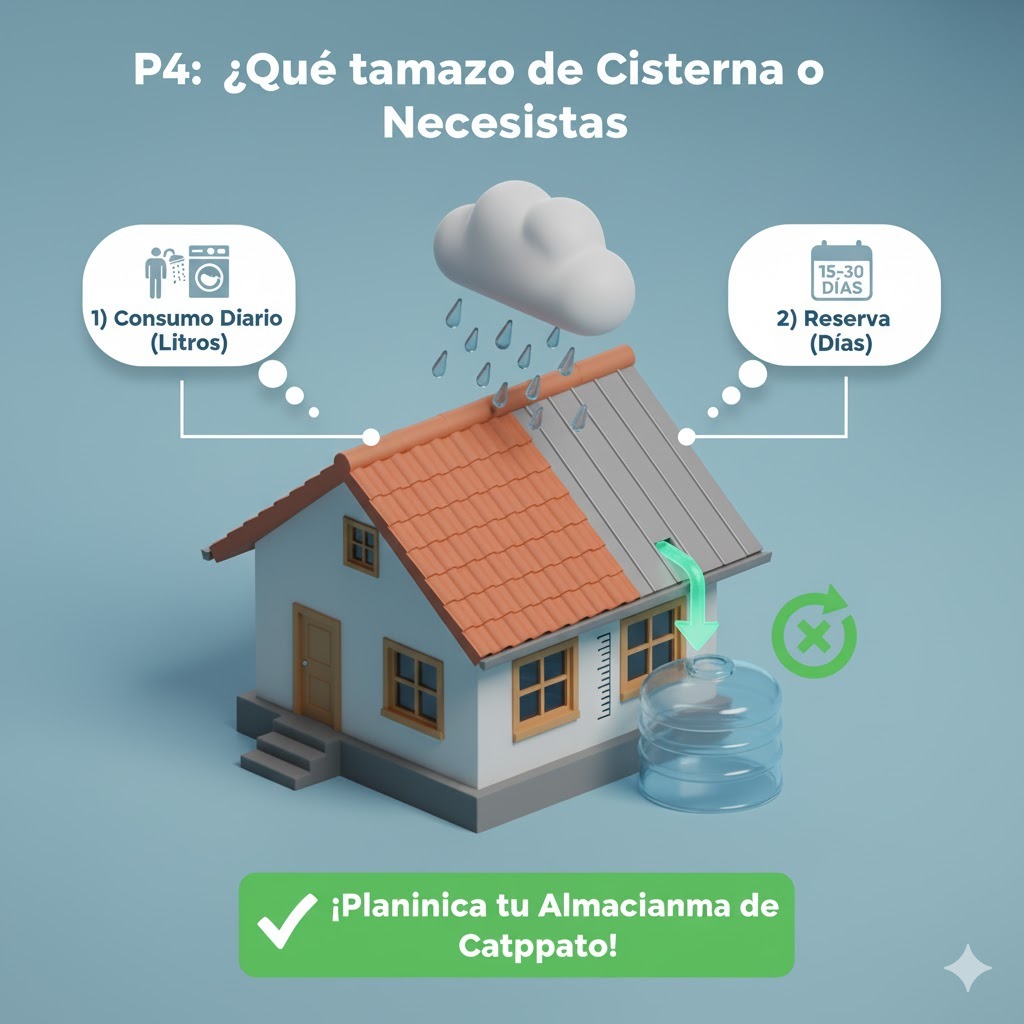 P4: ¿Qué tamazo de Cisterna o
Necesistas
1) Consumo Diario
(Litros)
15-30
DÍAS
2) Reserva
(Días)
¡Planinica tu Almacianma de
Catppato!